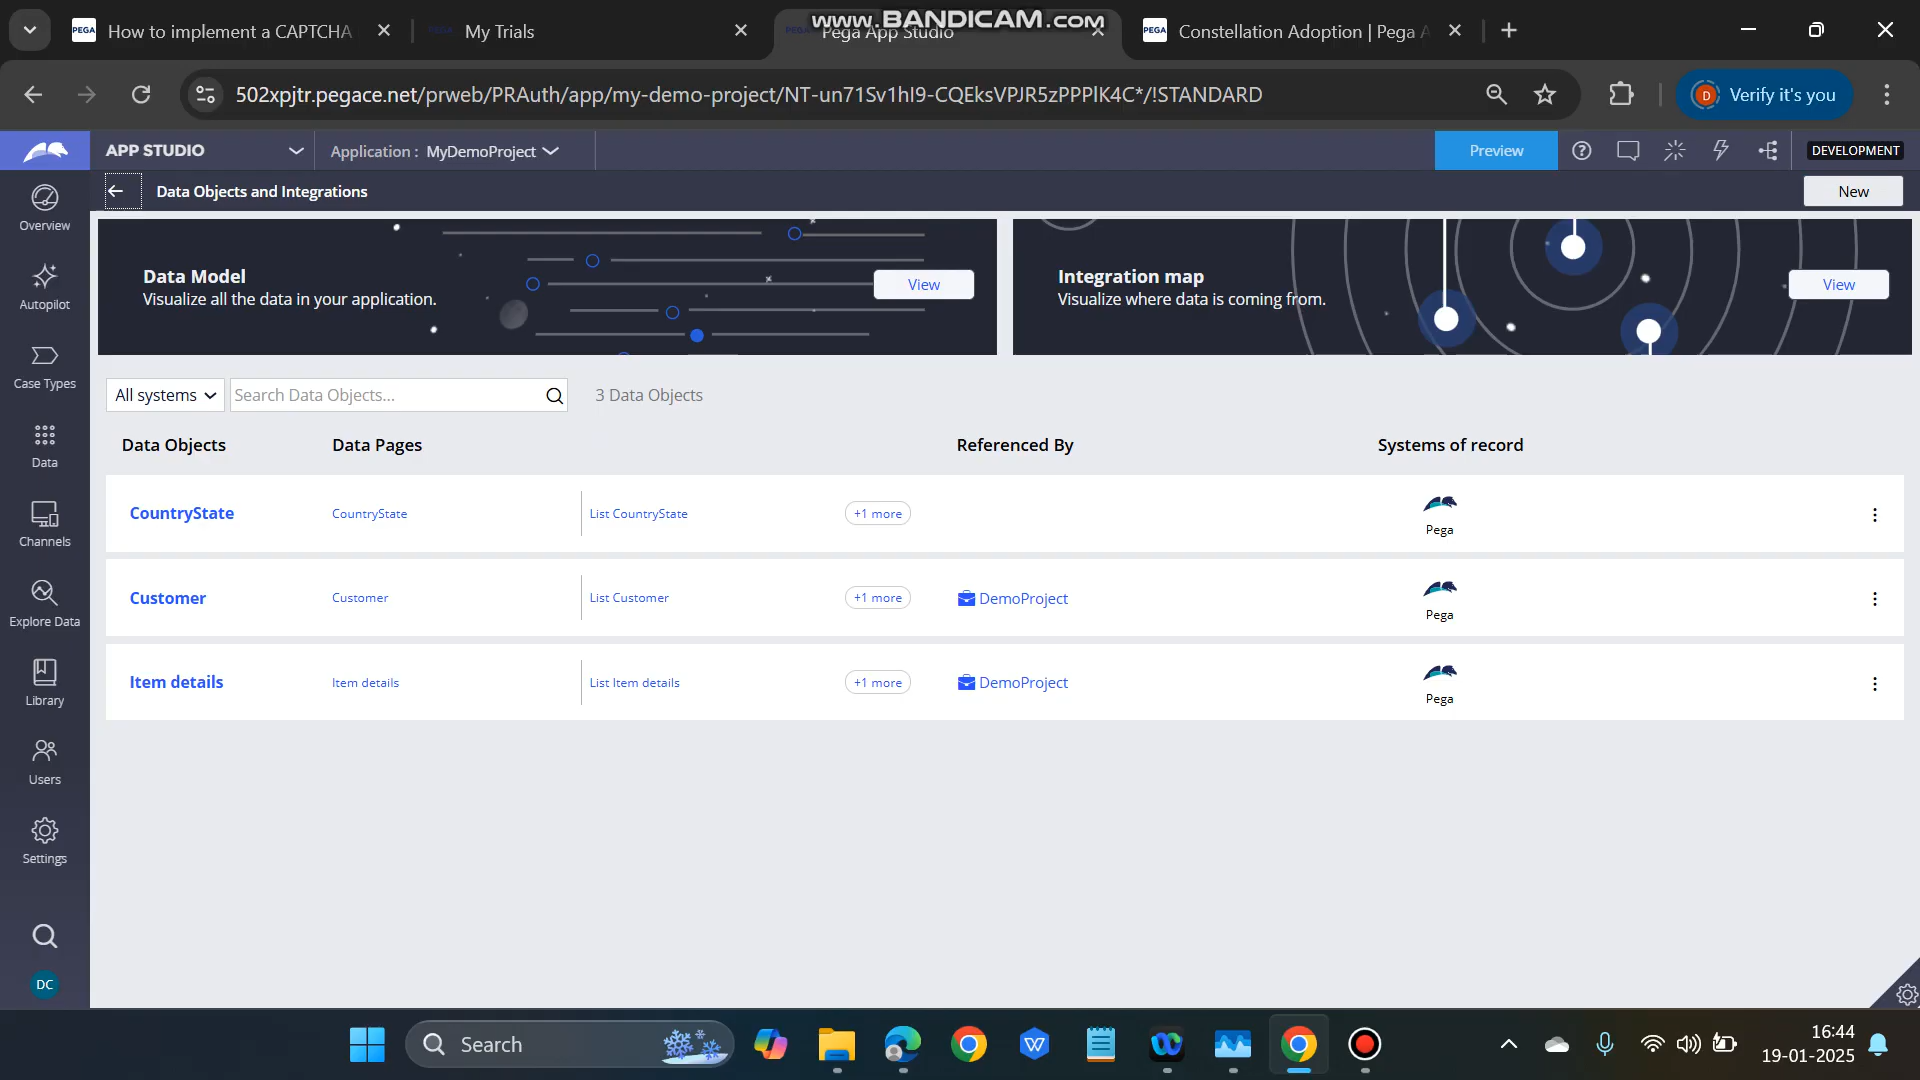 www.BANDICAM.com
PEGA How to implement a CAPTCHA
My Trials
Pega App Studio
PEGA Constellation Adoption | Pega A
502xpjtr.pegace.net/prweb/PRAuth/app/my-demo-project/NT-un71Sv1hI9-CQEksVPJR5zPPPlK4C*/!STANDARD
D Verify it's you
APP STUDIO
Application : MyDemoProject
Preview
DEVELOPMENT
Data Objects and Integrations
New
Overview
Autopilot
Case Types
Data
Channels
Explore Data
Library
Users
Settings
DC
Data Model
Visualize all the data in your application.
View
Integration map
Visualize where data is coming from.
View
All systems
Search Data Objects...
3 Data Objects
Data Objects Data Pages Referenced By Systems of record
CountryState CountryState List CountryState +1 more Pega
Customer Customer List Customer +1 more DemoProject Pega
Item details Item details List Item details +1 more DemoProject Pega
Search
16:44
19-01-2025